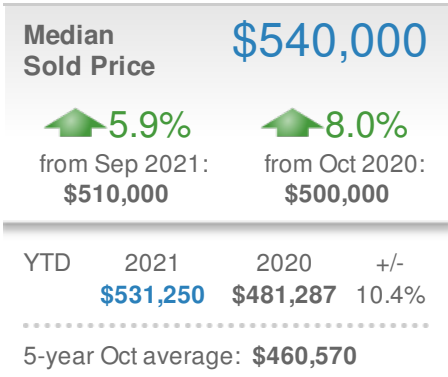 Median $540,000
Sold Price
5.9% 8.0%
from Sep 2021: from Oct 2020:
$510,000 $500,000
YTD 2021 2020 +/-
$531,250 $481,287 10.4%
5-year Oct average: $460,570